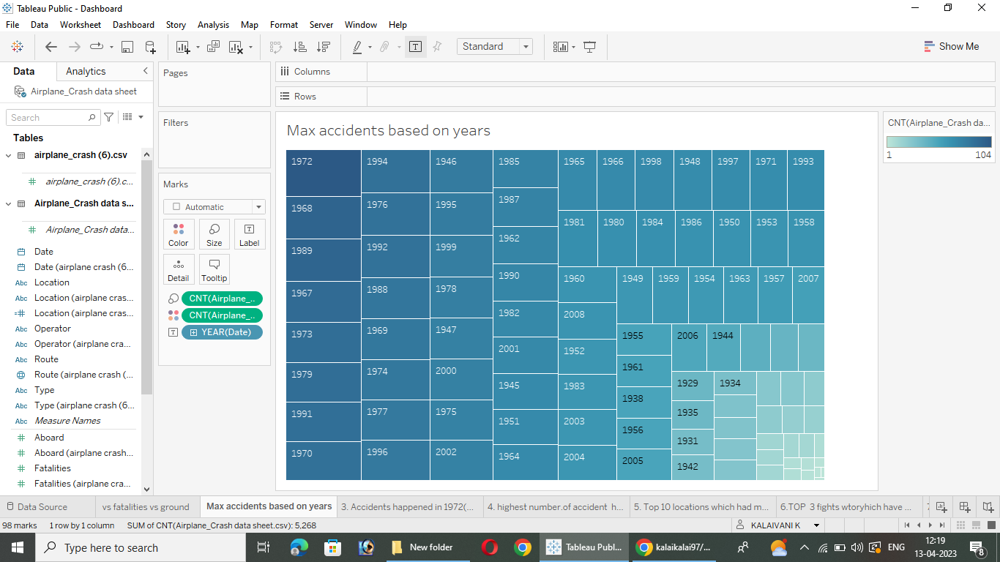 Tableau Public - Dashboard
File Data Worksheet Dashboard Story Analysis Map Format Server Window Help
Standard
Show Me
Data Analytics
Airplane_Crash data sheet
Search
Tables
airplane_crash (6).csv
airplane_crash (6).c...
Airplane_Crash data s...
Airplane_Crash data...
Date
Date (airplane crash (6...
Abc Location
Abc Location (airplane cras...
Location (airplane cras...
Abc Operator
Abc Operator (airplane cra...
Abc Route
Route (airplane crash (...
Abc Type
Abc Type (airplane crash (6...
Abc Measure Names
Aboard
Aboard (airplane crash...
Fatalities
Fatalities (airplane cra...
Pages
Filters
Marks
Automatic
Color Size Label
Detail Tooltip
CNT(Airplane_..
CNT(Airplane_..
YEAR(Date)
Columns
Rows
Max accidents based on years
1972
1968
1989
1967
1973
1979
1991
1970
1994
1976
1992
1988
1969
1974
1977
1996
1946
1995
1999
1978
1947
2000
1975
2002
1985
1987
1962
1990
1982
2001
1945
1951
1964
1965 1966 1998 1948 1997 1971 1993
1981 1980 1984 1986 1950 1953 1958
1960
2008
1952
1983
2003
2004
1949 1959 1954 1963 1957 2007
1955
1961
1938
1956
2005
2006 1944
1929
1935
1931
1942
1934
CNT(Airplane_Crash da...
1 104
Data Source
vs fatalities vs ground
Max accidents based on years
3. Accidents happened in 1972(...
4. highest number.of accident h...
5. Top 10 locations which had m...
6.TOP 3 fights wtoryhich have ...
98 marks 1 row by 1 column SUM of CNT(Airplane_Crash data sheet.csv): 5,268
KALAIVANI K
Type here to search
New folder
Tableau Publ...
kalaikalai97/...
ENG
12:19
13-04-2023
8